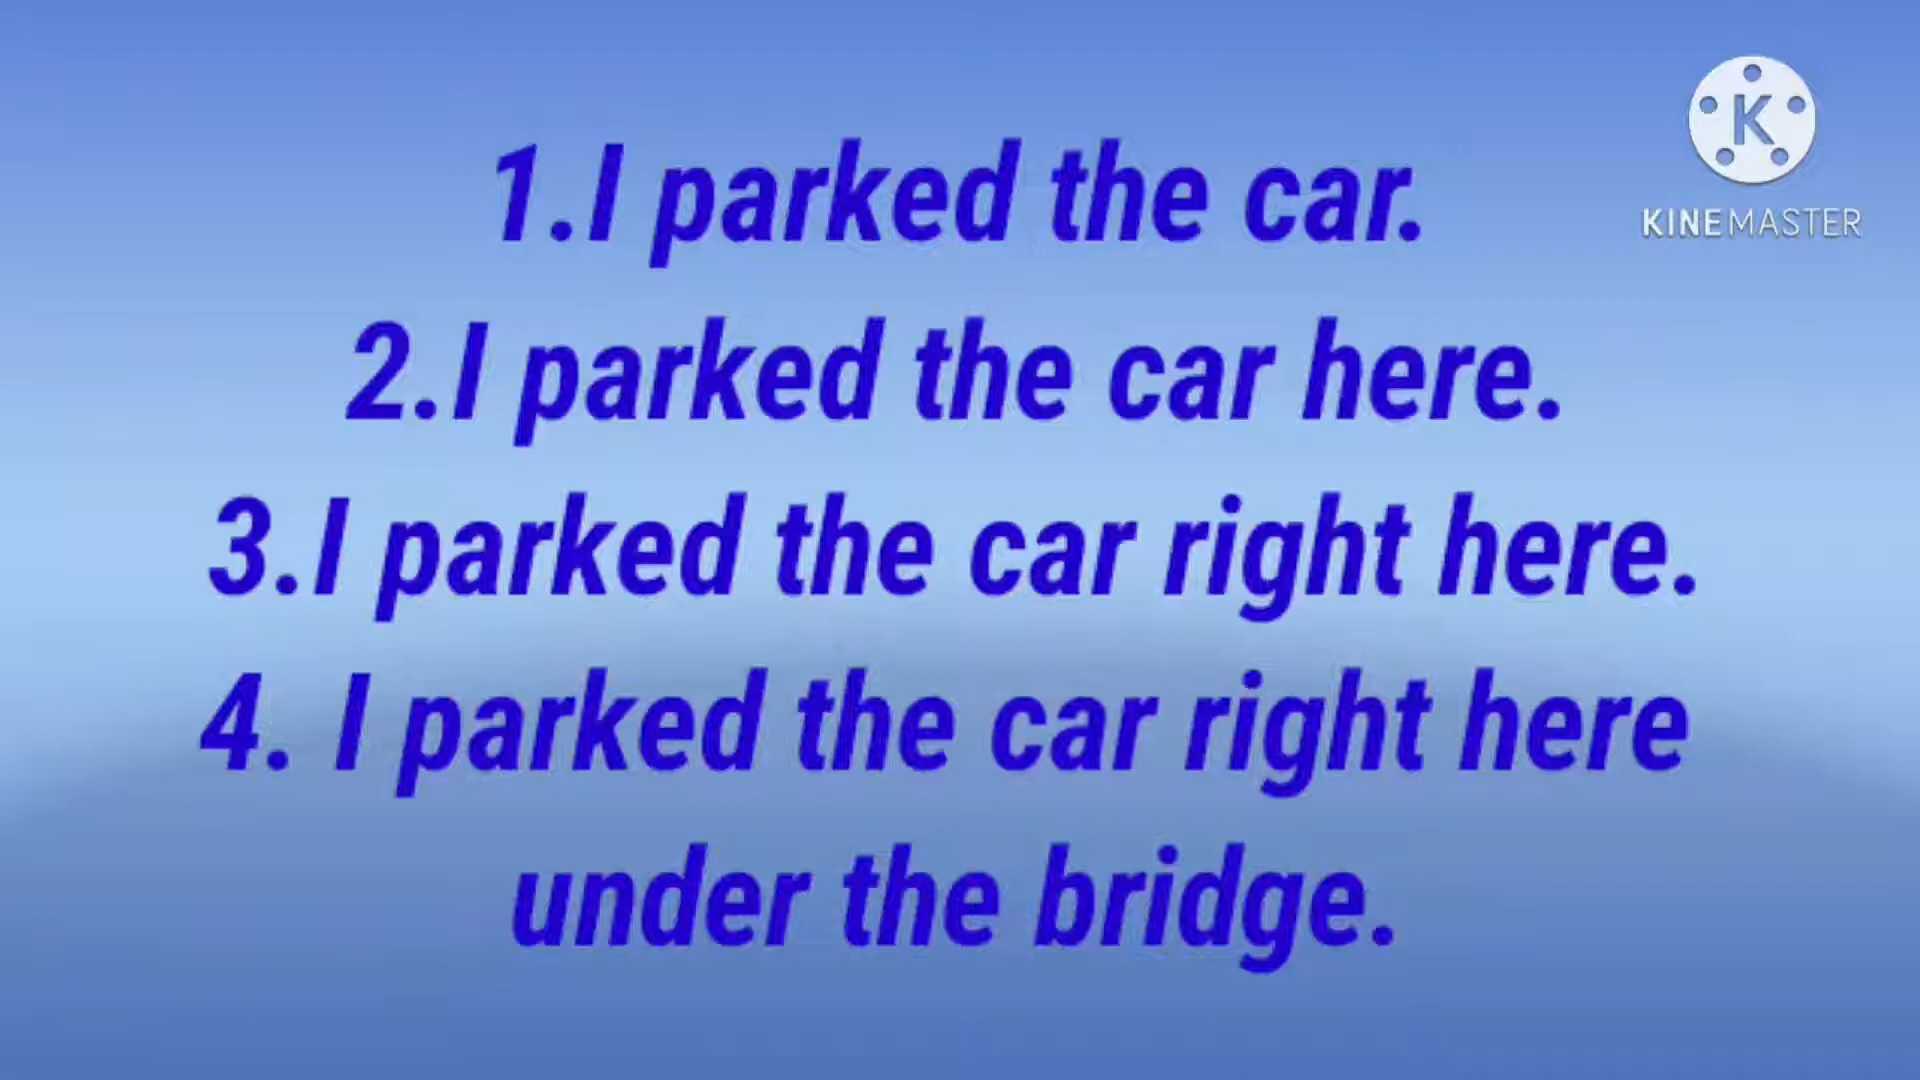 1.I parked the car.
K
KINEMASTER
2.I parked the car here.
3.I parked the car right here.
4. I parked the car right here
under the bridge.